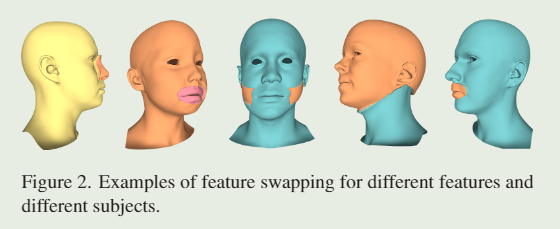 Figure 2. Examples of feature swapping for different features and
different subjects.